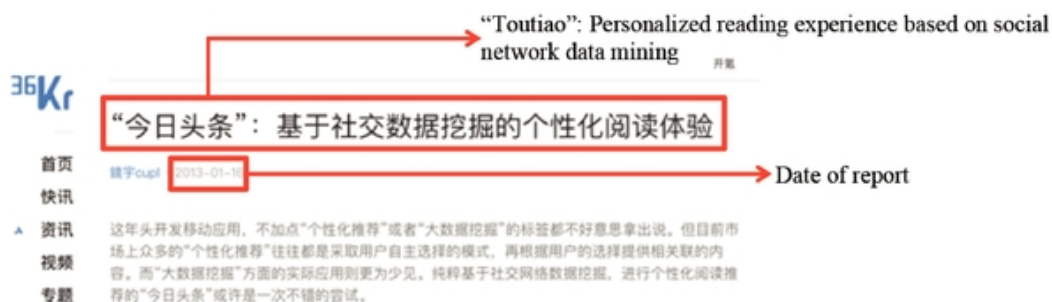 “Toutiao”: Personalized reading experience based on social
network data mining
开氪
36Kr
“今日头条”：基于社交数据挖掘的个性化阅读体验
首页
镜宇cupl 2013-01-16
Date of report
快讯
资讯
这年头开发移动应用，不加点“个性化推荐”或者“大数据挖掘”的标签都不好意思拿出说。但目前市
场上众多的“个性化推荐”往往都是采取用户自主选择的模式，再根据用户的选择提供相关联的内
视频
容。而“大数据挖掘”方面的实际应用则更为少见。纯粹基于社交网络数据挖掘，进行个性化阅读推
专题
荐的“今日头条”或许是一次不错的尝试。